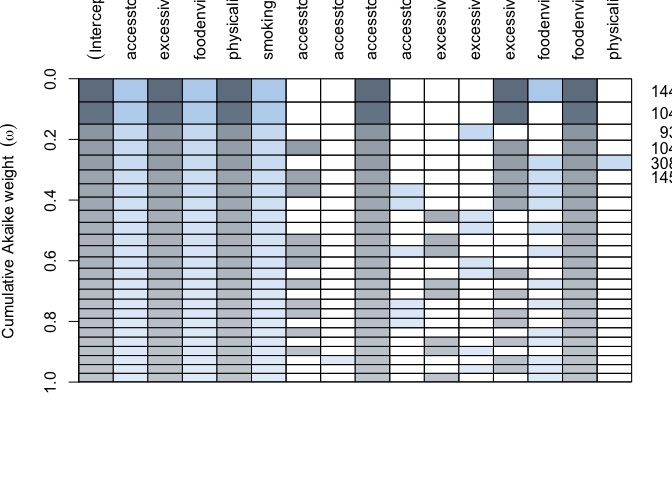 (Intercep
accessto
excessiv
foodenvi
physicali
smoking
accessto
accessto
accessto
accessto
excessiv
excessiv
excessiv
foodenvi
foodenvi
physicali
Cumulative Akaike weight (ω)
0.0
0.2
0.4
0.6
0.8
1.0
144
104
93
104
308
145